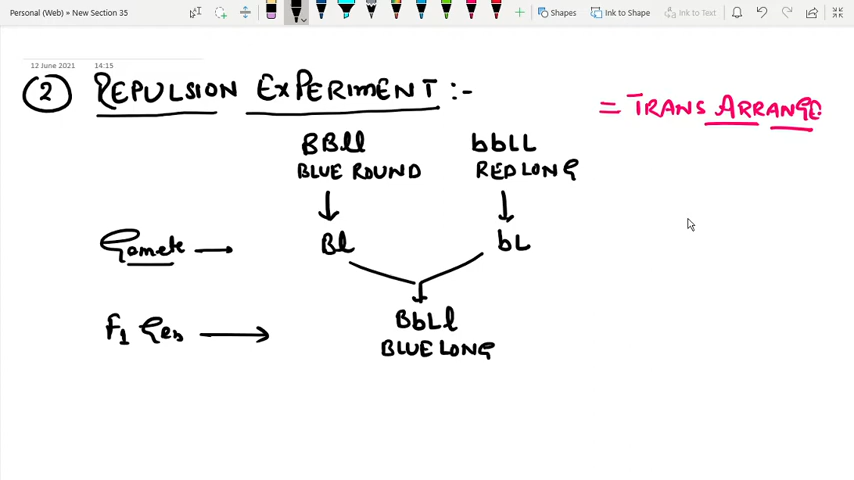 Personal (Web) » New Section 35
Shapes
Ink to Shape
Ink to Text
12 June 2021 14:15
2 REPULSION EXPERIMENT :-
= TRANS ARRANGE.
BBll bbLL
BLUE ROUND RED LONG
Gamete Bl bL
F1 Gen BbLl
BLUE LONG